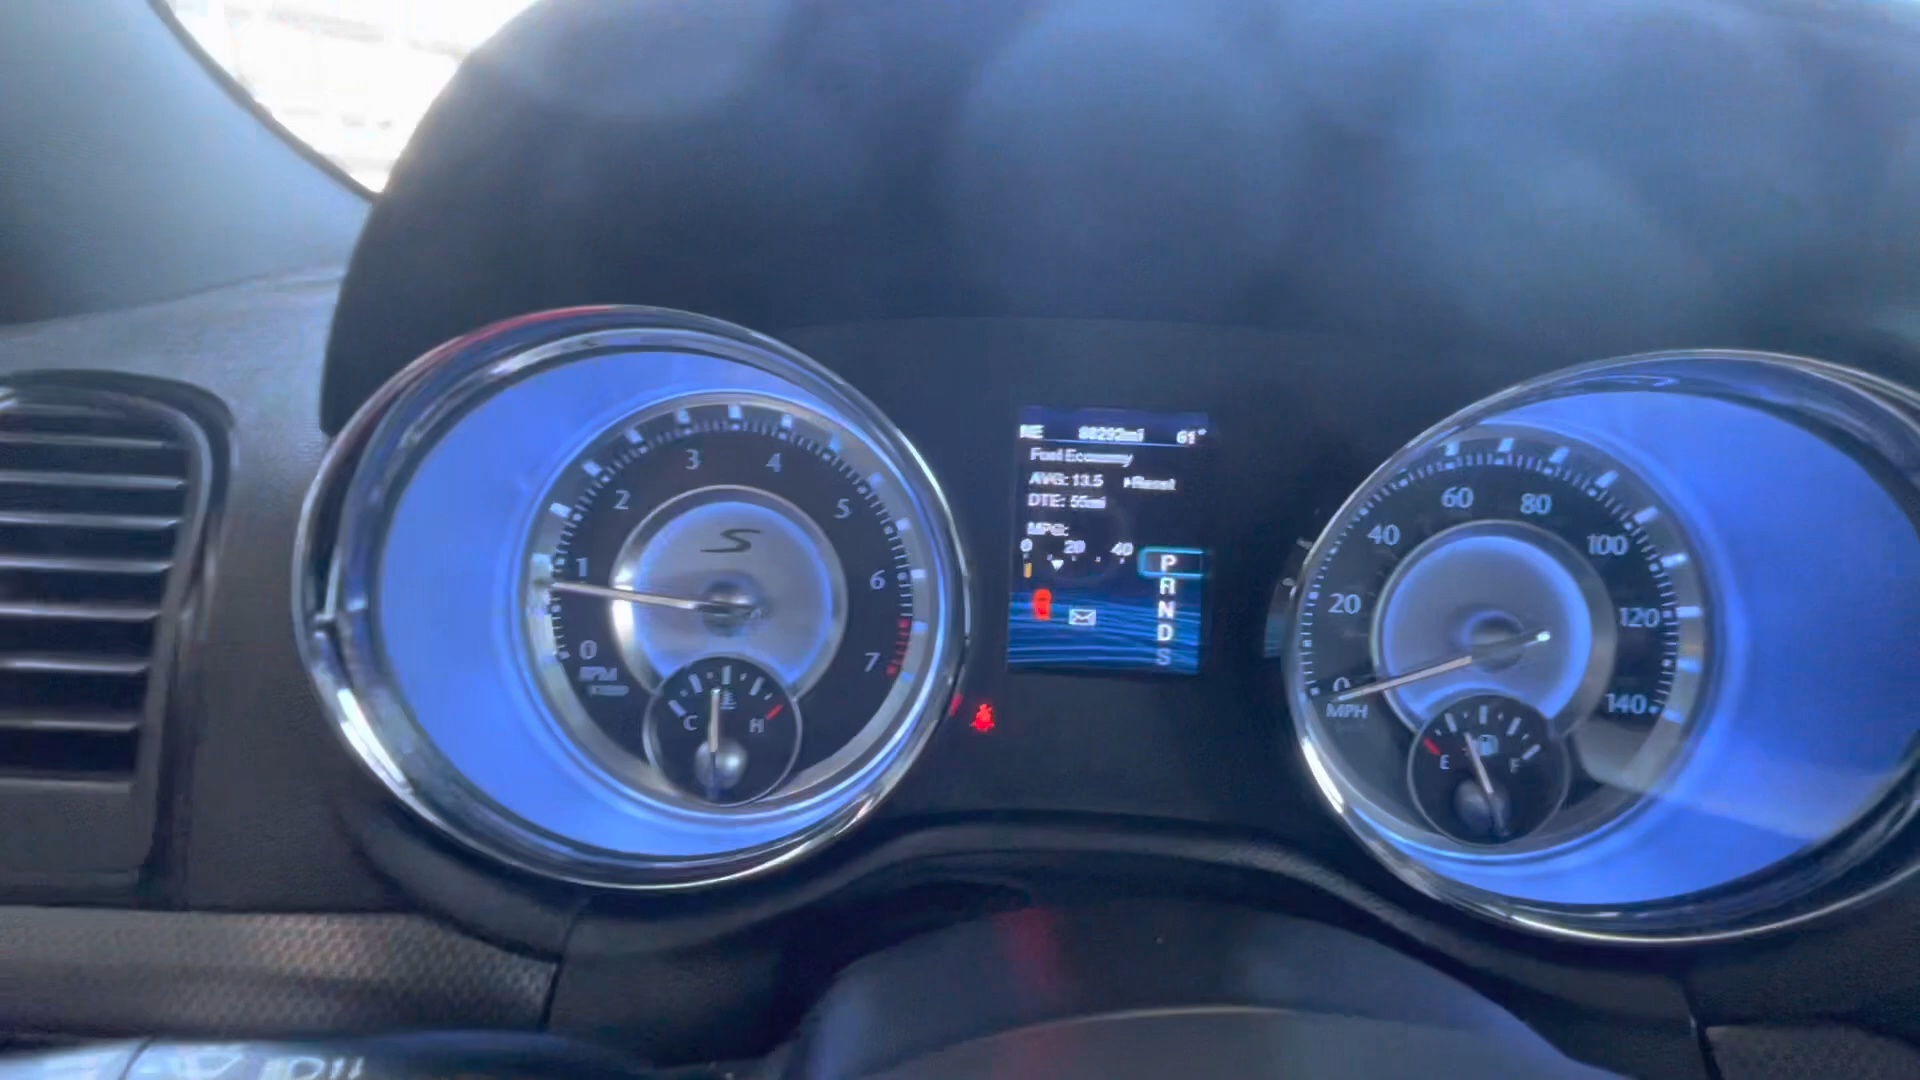 NE 61°
Fuel Economy
AVG: 13.5 Reset
DTE: 55mi
MPG:
0 20 40
P
R
N
D
S
0 1 2 3 4 5 6 7
RPM
S
C H
0 20 40 60 80 100 120 140
MPH
E F